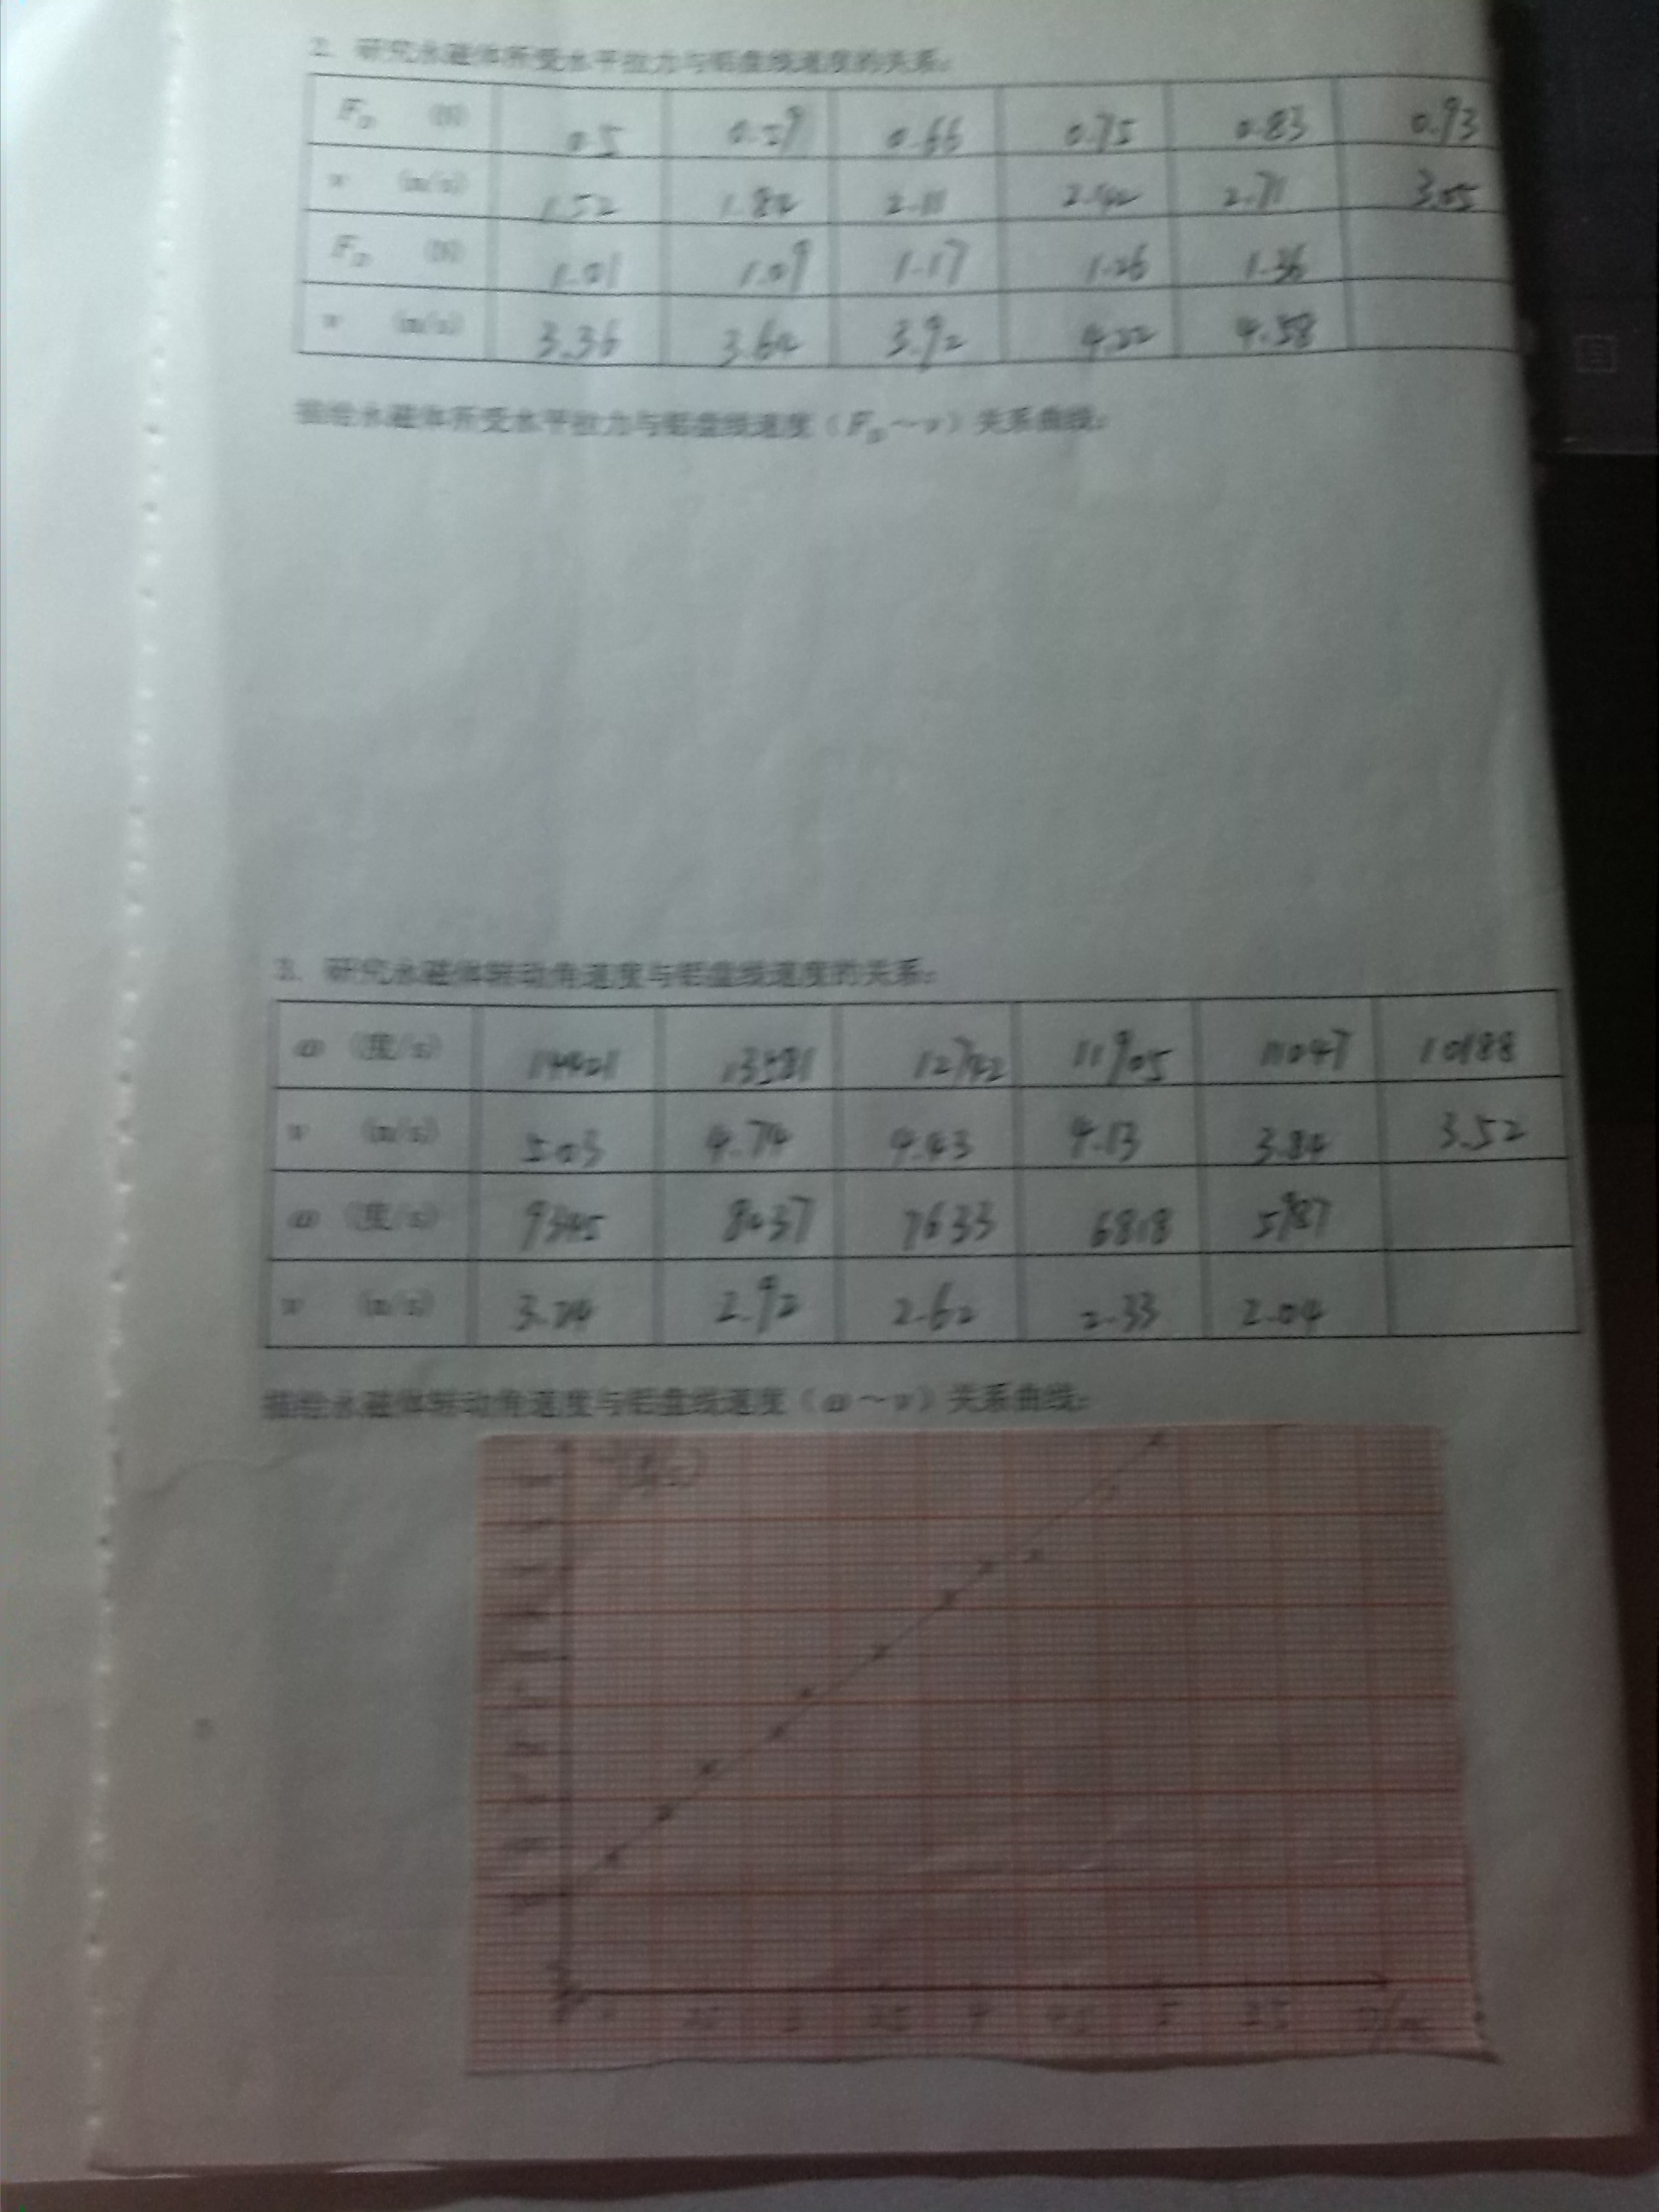 2、研究永磁体所受水平拉力与铝盘线速度的关系：
F_D (N) 0.5 0.59 0.66 0.75 0.83 0.93
v (m/s) 1.52 1.82 2.11 2.42 2.71 3.05
F_D (N) 1.01 1.09 1.17 1.26 1.36
v (m/s) 3.36 3.64 3.92 4.22 4.58
描绘永磁体所受水平拉力与铝盘线速度（F_D～v）关系曲线：
3、研究永磁体转动角速度与铝盘线速度的关系：
ω (度/s) 14421 13581 12742 11905 11047 10188
v (m/s) 5.03 4.74 4.43 4.13 3.84 3.52
ω (度/s) 9345 8437 7633 6818 5987
v (m/s) 2.92 2.62 2.33 2.04
描绘永磁体转动角速度与铝盘线速度（ω～v）关系曲线：
2.5 3 3.5 4 4.5 5